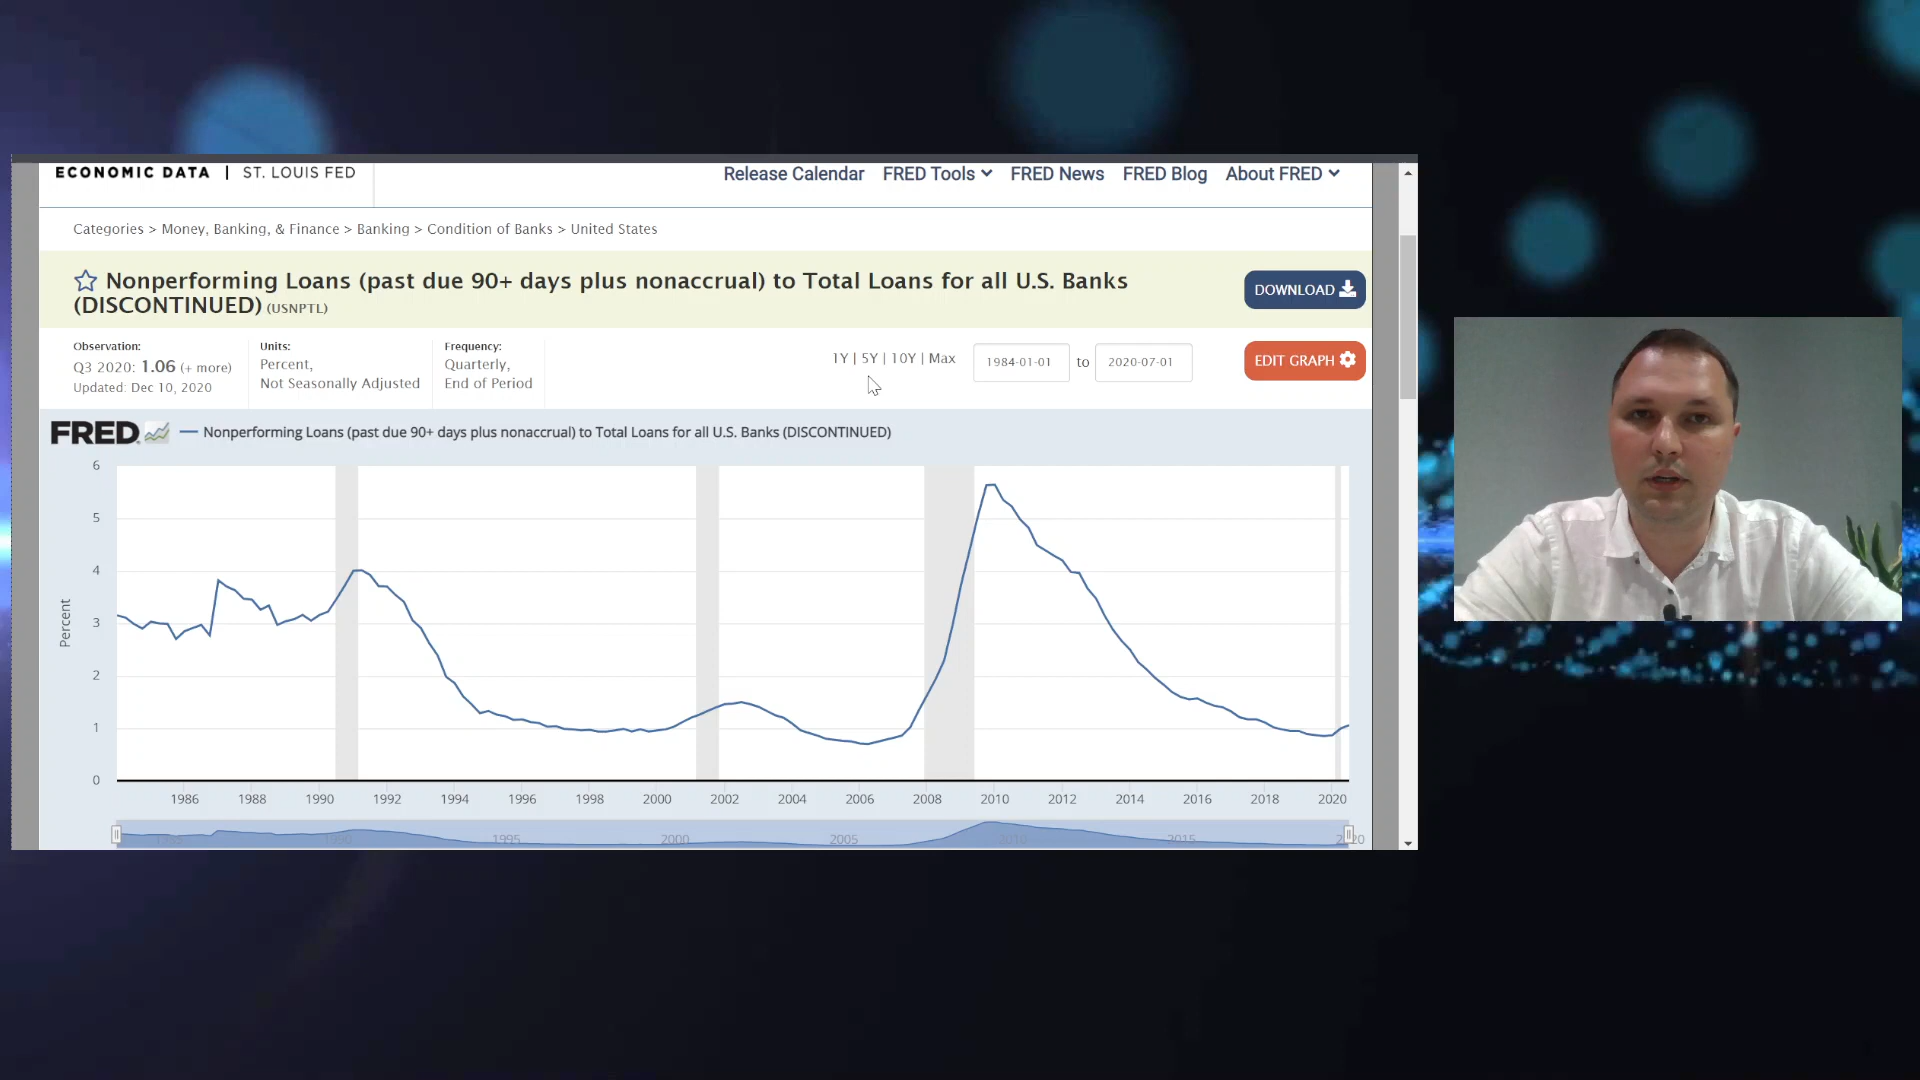 ECONOMIC DATA | ST. LOUIS FED
Release Calendar FRED Tools FRED News FRED Blog About FRED
Categories > Money, Banking, & Finance > Banking > Condition of Banks > United States
Nonperforming Loans (past due 90+ days plus nonaccrual) to Total Loans for all U.S. Banks
(DISCONTINUED) (USNPTL)
DOWNLOAD
Observation:
Q3 2020: 1.06 (+ more)
Updated: Dec 10, 2020
Units:
Percent,
Not Seasonally Adjusted
Frequency:
Quarterly,
End of Period
1Y | 5Y | 10Y | Max
1984-01-01 to 2020-07-01
EDIT GRAPH
FRED
Nonperforming Loans (past due 90+ days plus nonaccrual) to Total Loans for all U.S. Banks (DISCONTINUED)
Percent
6
5
4
3
2
1
0
1986 1988 1990 1992 1994 1996 1998 2000 2002 2004 2006 2008 2010 2012 2014 2016 2018 2020
1990 1995 2000 2005 2010 2015